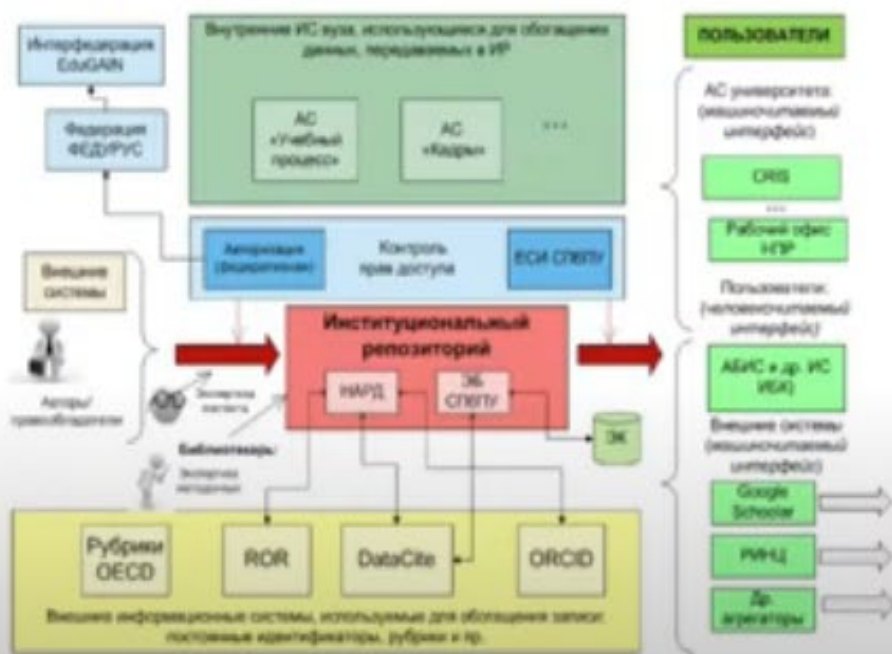 Интерфедерация
EduGAIN
Федерация
ФЕДУРУС
Внутренние ИС вуза, использующиеся для обогащения
данных, передаваемых в ИР
АС
«Учебный
процесс»
АС
«Кадры»
...
Авторизация
(федеративная)
Контроль
прав доступа
ЕСИ СПбПУ
Внешние
системы
Авторы/
правообладатели
Экспертиза
Институциональный
репозиторий
НАРД
ЭБ
СПбПУ
ЭК
Библиотекарь:
Экспертиза
метаданных
Рубрики
OECD
ROR
DataCite
ORCID
Внешние информационные системы, используемые для обогащения записи:
постоянные идентификаторы, рубрики и пр.
ПОЛЬЗОВАТЕЛИ
АС университета:
(машиночитаемый
интерфейс)
CRIS
...
Рабочий офис
НПР
Пользователи:
(человекочитаемый
интерфейс)
АБИС и др. ИС
ИБК)
Внешние системы
(машиночитаемый
интерфейс)
Google
Schoolar
РИНЦ
Др.
агрегаторы